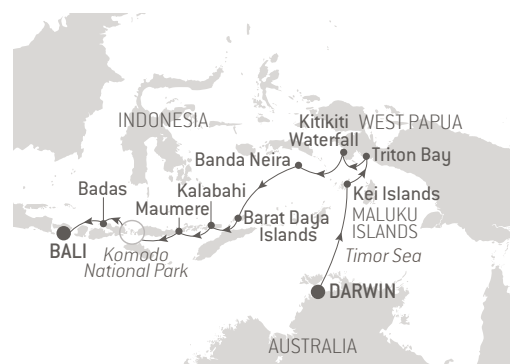 Kitikiti
Waterfall
WEST PAPUA
INDONESIA
Triton Bay
Banda Neira
Badas
Kalabahi
Kei Islands
Maumere
MALUKU
ISLANDS
Barat Daya
Islands
BALI
Komodo
National Park
Timor Sea
DARWIN
AUSTRALIA